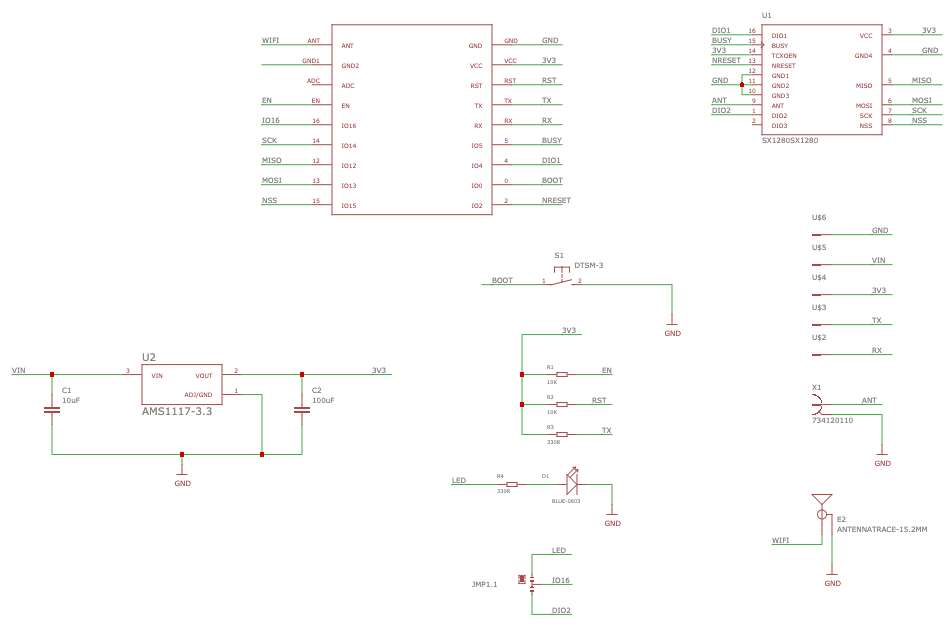 WIFI ANT ANT GND GND GND
GND1 GND2 VCC VCC 3V3
ADC ADC RST RST RST
EN EN EN TX TX TX
IO16 16 IO16 RX RX RX
SCK 14 IO14 IO5 5 BUSY
MISO 12 IO12 IO4 4 DIO1
MOSI 13 IO13 IO0 0 BOOT
NSS 15 IO15 IO2 2 NRESET
U1
DIO1 16 DIO1 VCC 3 3V3
BUSY 15 BUSY
3V3 14 TCXOEN GND4 4 GND
NRESET 13 NRESET
12 GND1
GND 11 GND2 MISO 5 MISO
10 GND3
ANT 9 ANT MOSI 6 MOSI
DIO2 1 DIO2 SCK 7 SCK
2 DIO3 NSS 8 NSS
SX1280SX1280
U$6
GND
U$5
VIN
U$4
3V3
U$3
TX
U$2
RX
S1
DTSM-3
BOOT 1 2
GND
3V3
R1
EN
10K
R2
RST
10K
R3
TX
330R
U2
VIN 3 VIN VOUT 2 3V3
1
ADJ/GND
AMS1117-3.3
C1
10uF
C2
100uF
GND
X1
ANT
734120110
GND
LED R4 D1
330R BLUE-0603
GND
E2
ANTENNATRACE-15.2MM
WIFI
GND
LED
JMP1.1 IO16
DIO2